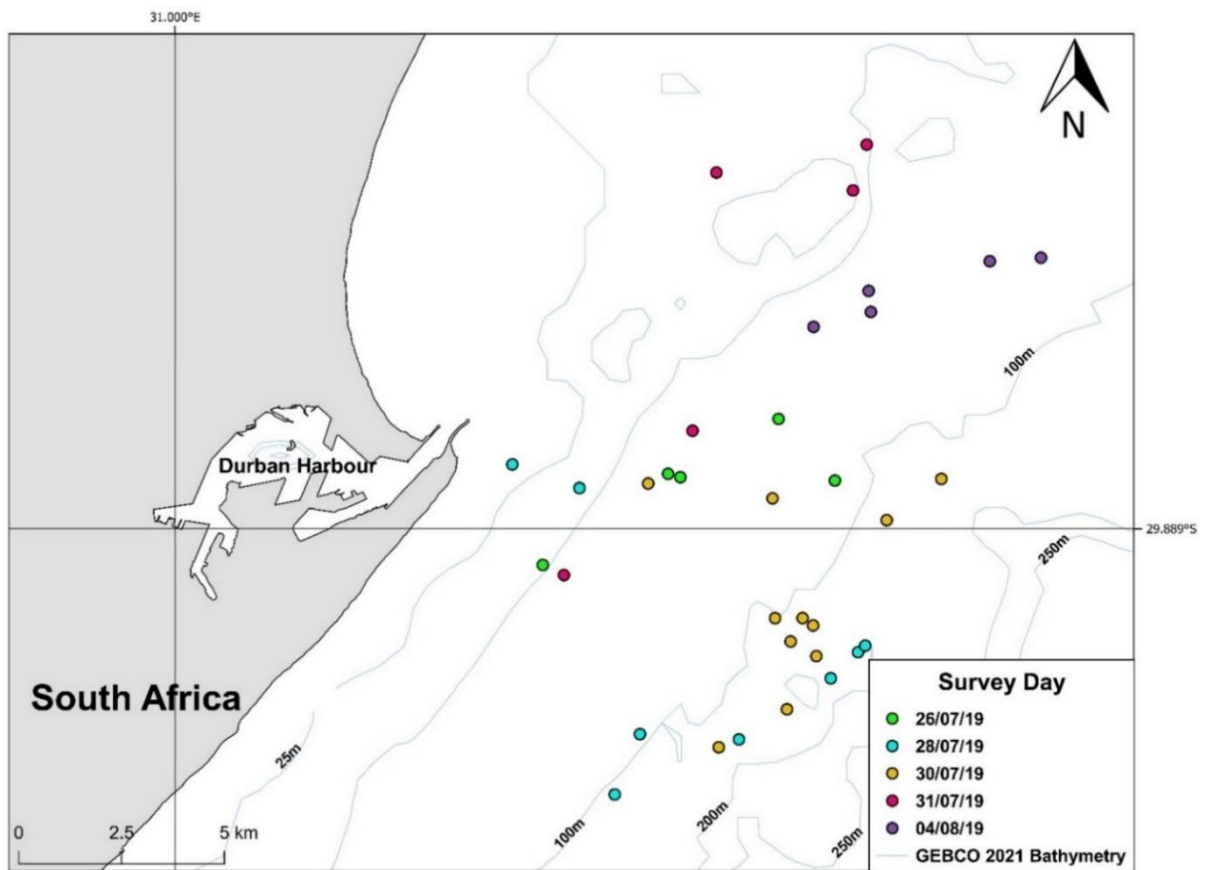 31.000°E
N
100m
Durban Harbour
29.889°S
250m
South Africa
25m
0 2.5 5 km
100m
200m
250m
Survey Day
26/07/19
28/07/19
30/07/19
31/07/19
04/08/19
GEBCO 2021 Bathymetry